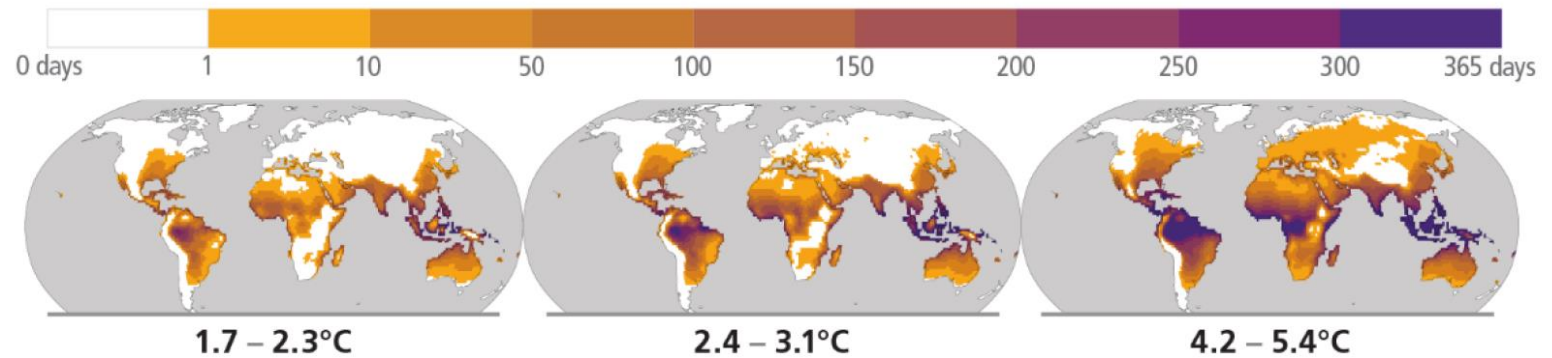 0 days 1 10 50 100 150 200 250 300 365 days
1.7 – 2.3°C 2.4 – 3.1°C 4.2 – 5.4°C